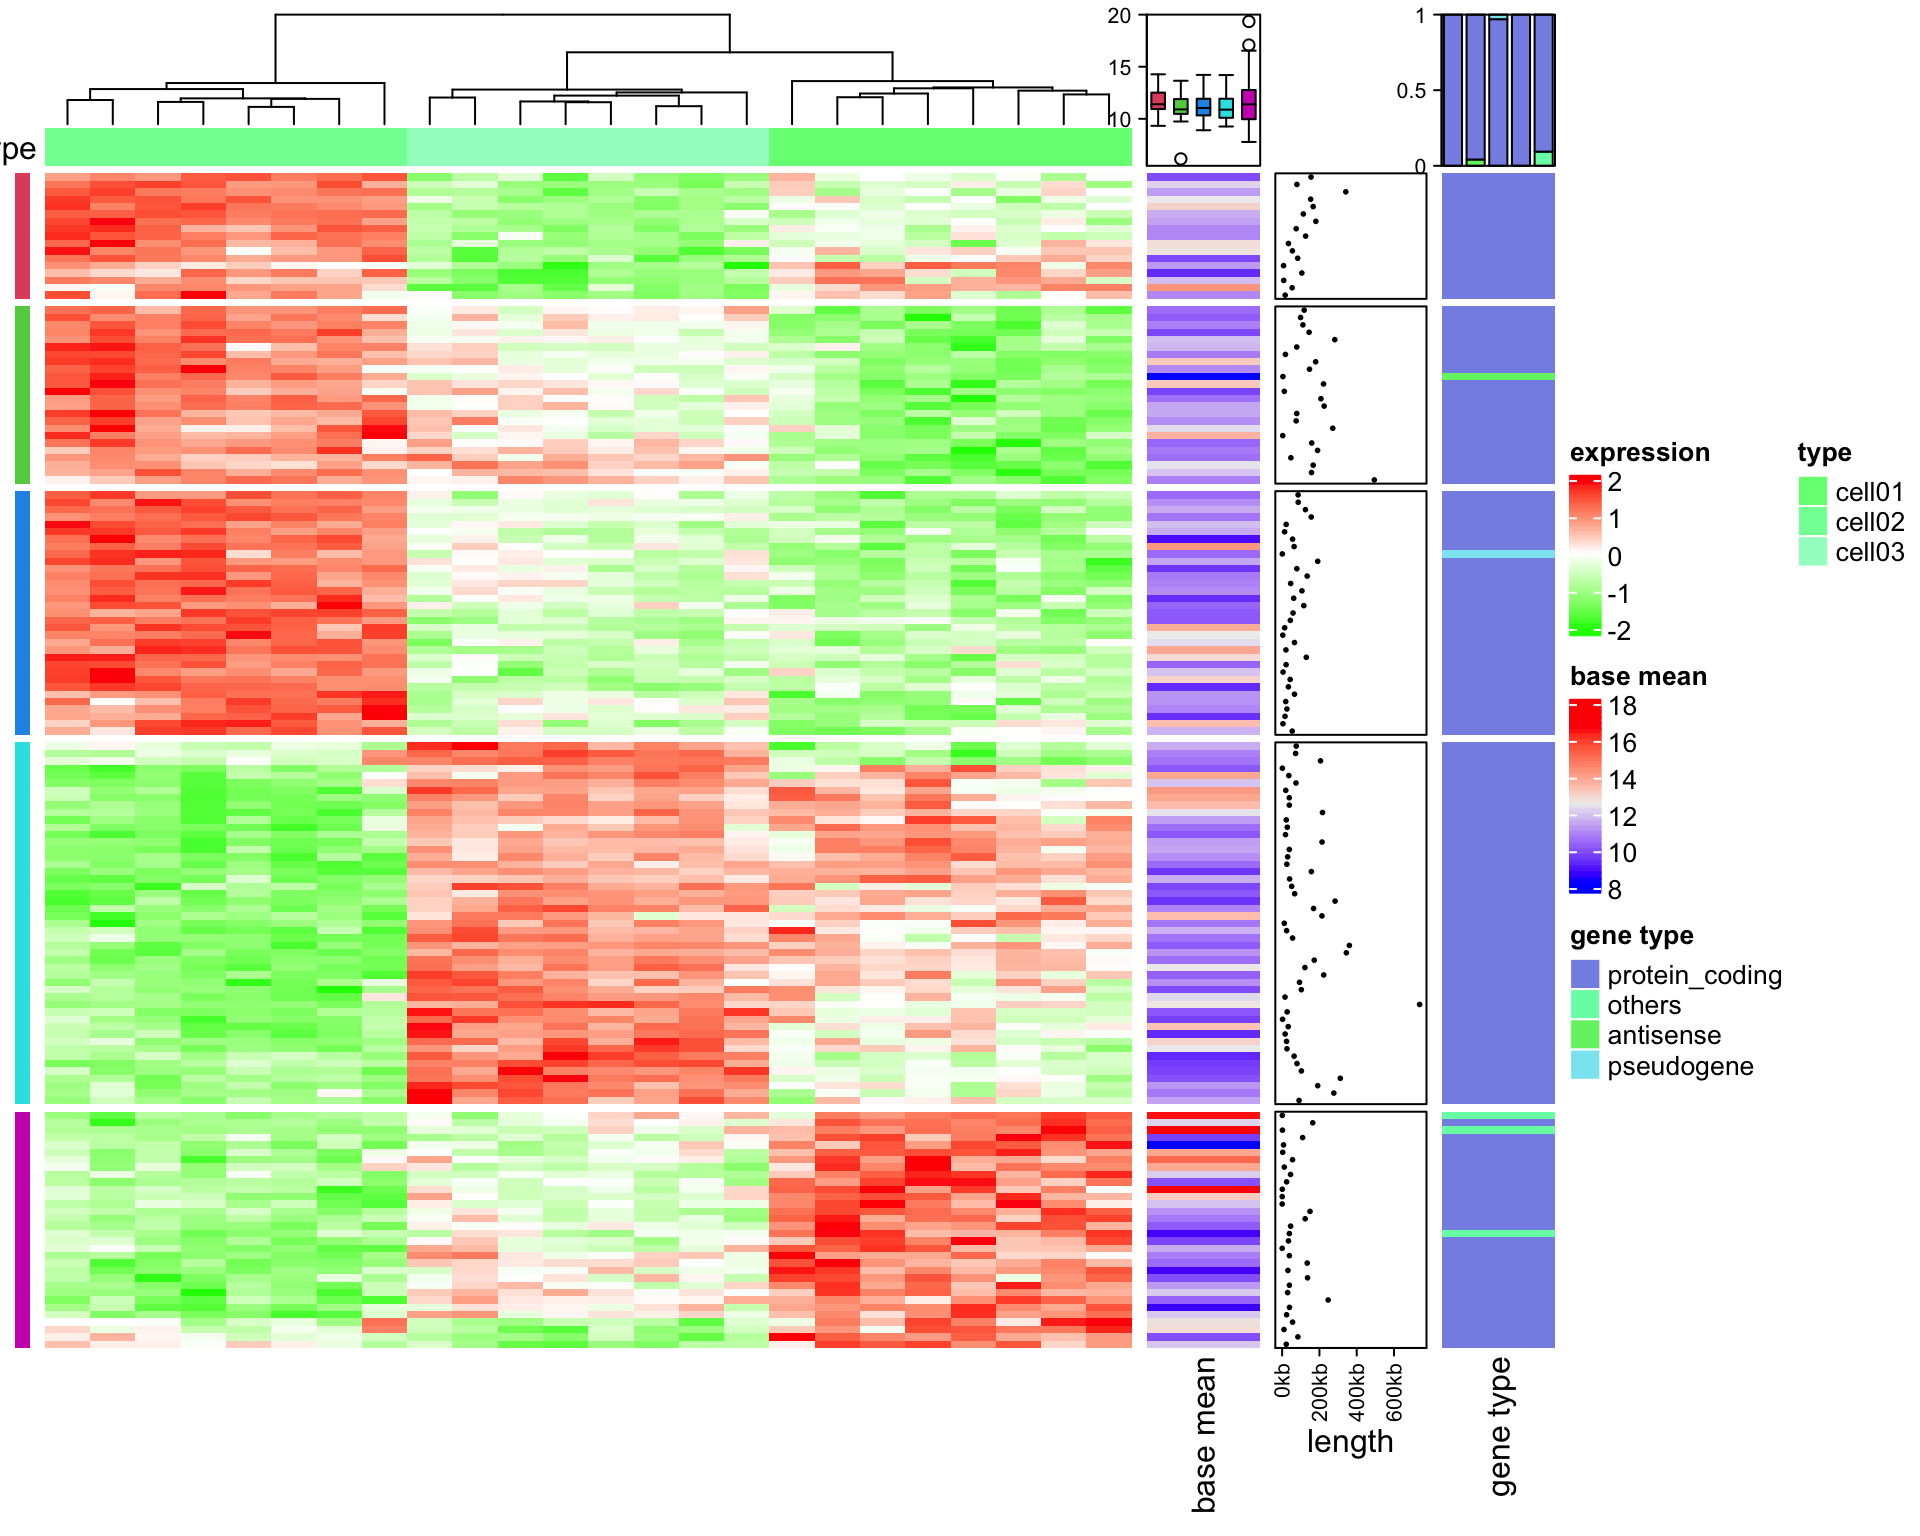 20
15
10
1
0.5
0
ype
expression
2
1
0
-1
-2
type
cell01
cell02
cell03
base mean
18
16
14
12
10
8
gene type
protein_coding
others
antisense
pseudogene
base mean
0kb
200kb
400kb
600kb
length
gene type